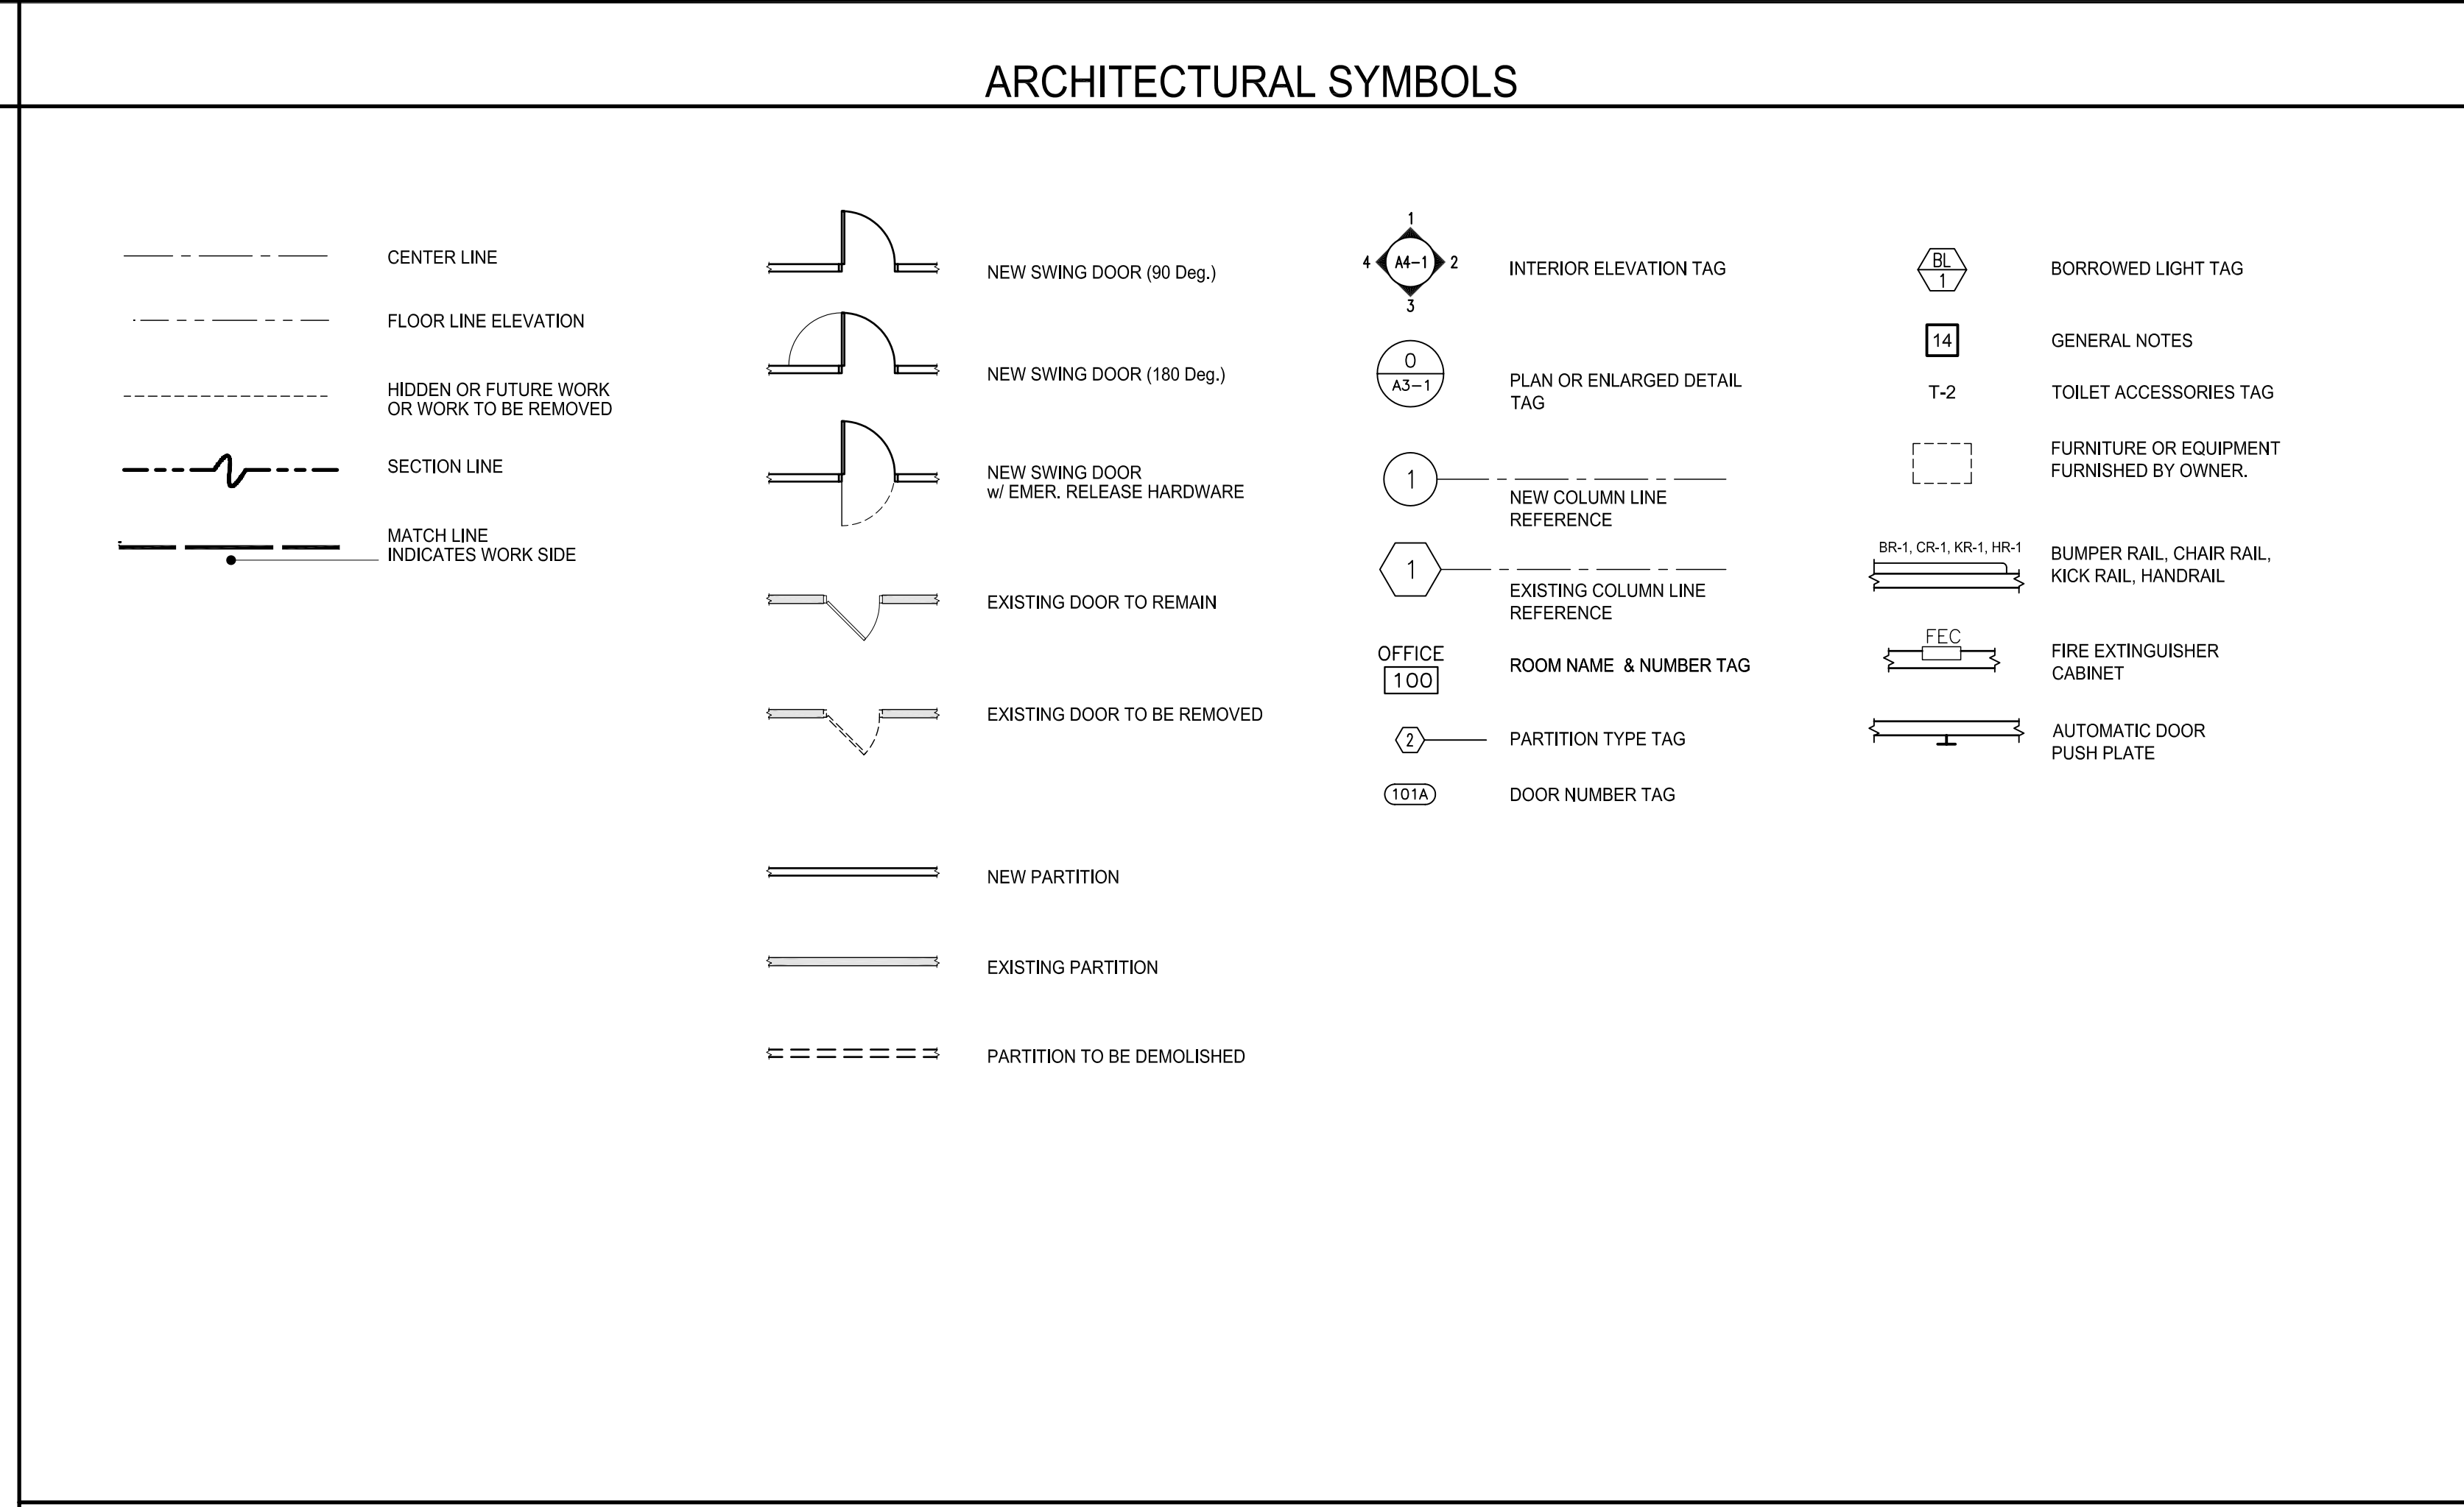 ARCHITECTURAL SYMBOLS
CENTER LINE
FLOOR LINE ELEVATION
HIDDEN OR FUTURE WORK
OR WORK TO BE REMOVED
SECTION LINE
MATCH LINE
INDICATES WORK SIDE
NEW SWING DOOR (90 Deg.)
NEW SWING DOOR (180 Deg.)
NEW SWING DOOR
w/ EMER. RELEASE HARDWARE
EXISTING DOOR TO REMAIN
EXISTING DOOR TO BE REMOVED
NEW PARTITION
EXISTING PARTITION
PARTITION TO BE DEMOLISHED
1
4 A4-1 2
3
INTERIOR ELEVATION TAG
0
A3-1
PLAN OR ENLARGED DETAIL
TAG
1
NEW COLUMN LINE
REFERENCE
1
EXISTING COLUMN LINE
REFERENCE
OFFICE
100
ROOM NAME & NUMBER TAG
2
PARTITION TYPE TAG
101A
DOOR NUMBER TAG
BL
1
BORROWED LIGHT TAG
14
GENERAL NOTES
T-2
TOILET ACCESSORIES TAG
FURNITURE OR EQUIPMENT
FURNISHED BY OWNER.
BR-1, CR-1, KR-1, HR-1
BUMPER RAIL, CHAIR RAIL,
KICK RAIL, HANDRAIL
FEC
FIRE EXTINGUISHER
CABINET
AUTOMATIC DOOR
PUSH PLATE